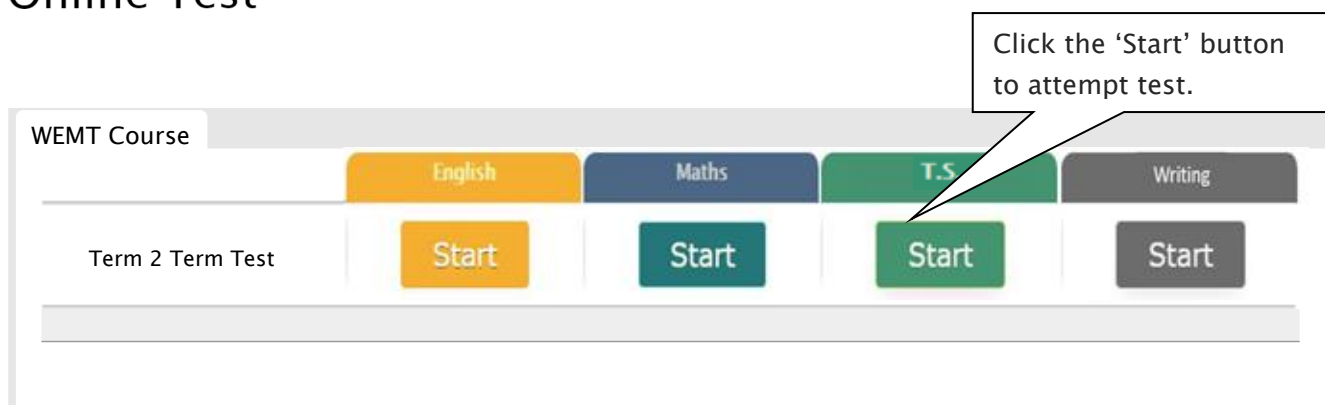 Online Test
Click the ‘Start’ button
to attempt test.
WEMT Course
English Maths T.S. Writing
Term 2 Term Test Start Start Start Start